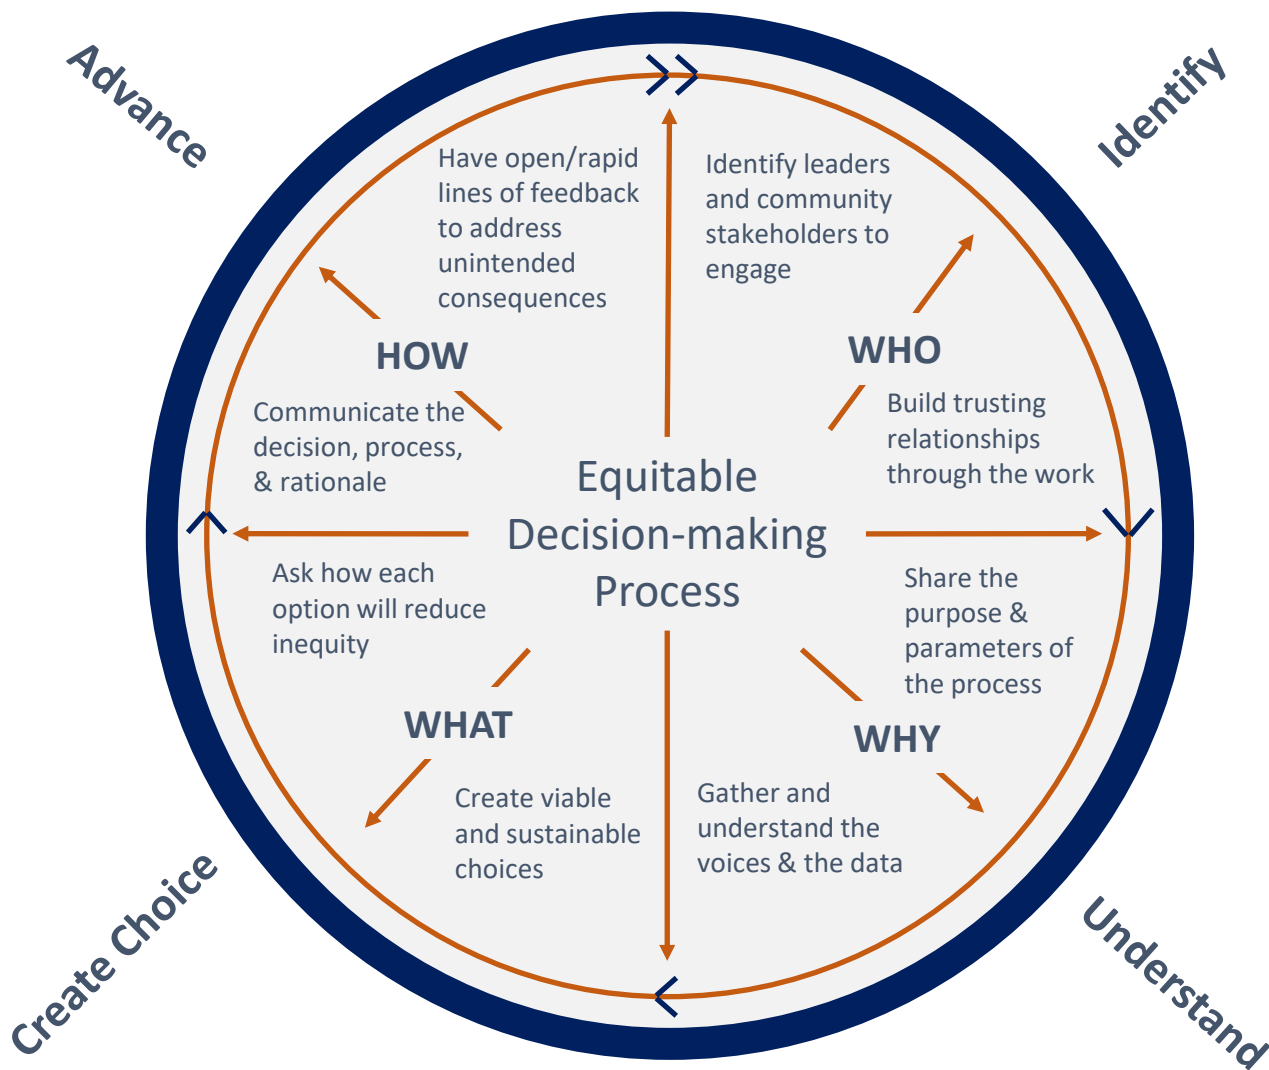 Advance
Identify
Have open/rapid
lines of feedback
to address
unintended
consequences
Identify leaders
and community
stakeholders to
engage
HOW
WHO
Communicate the
decision, process,
& rationale
Build trusting
relationships
through the work
Equitable
Decision-making
Process
Ask how each
option will reduce
inequity
Share the
purpose &
parameters of
the process
WHAT
WHY
Create viable
and sustainable
choices
Gather and
understand the
voices & the data
Create Choice
Understand